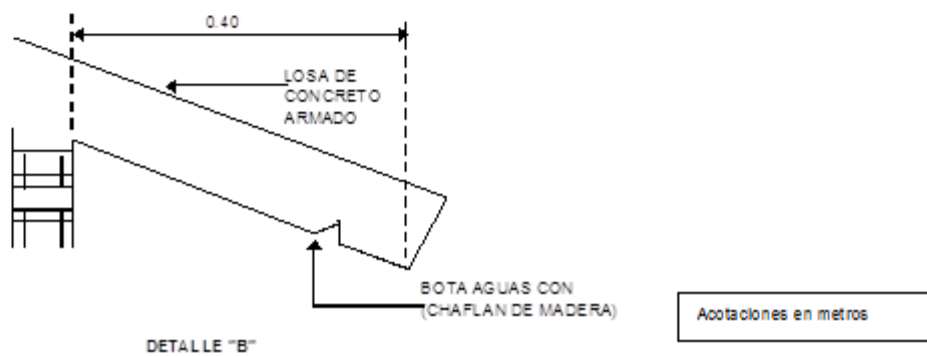 0.40
LOSA DE
CONCRETO
ARMADO
BOTA AGUAS CON
(CHAFLAN DE MADERA)
Acotaciones en metros
DETALLE "B"